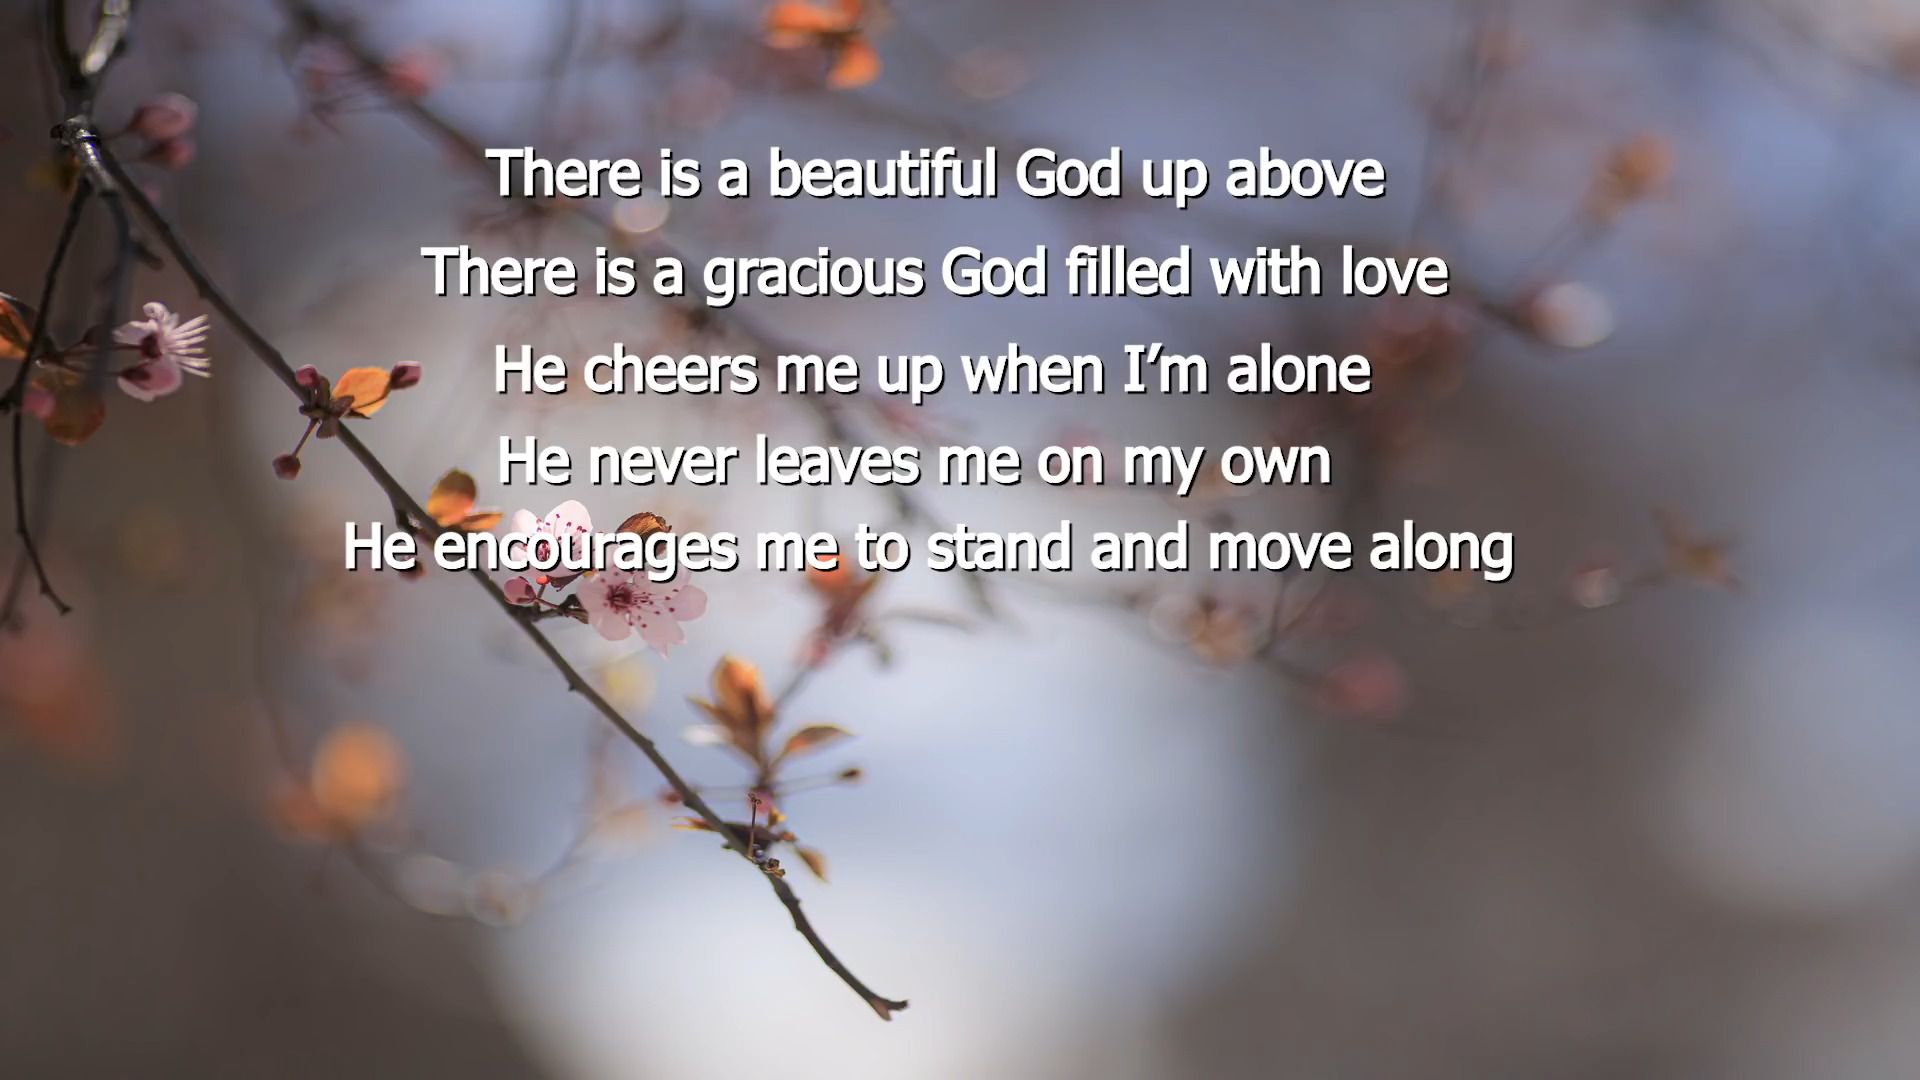 There is a beautiful God up above
There is a gracious God filled with love
He cheers me up when I’m alone
He never leaves me on my own
He encourages me to stand and move along